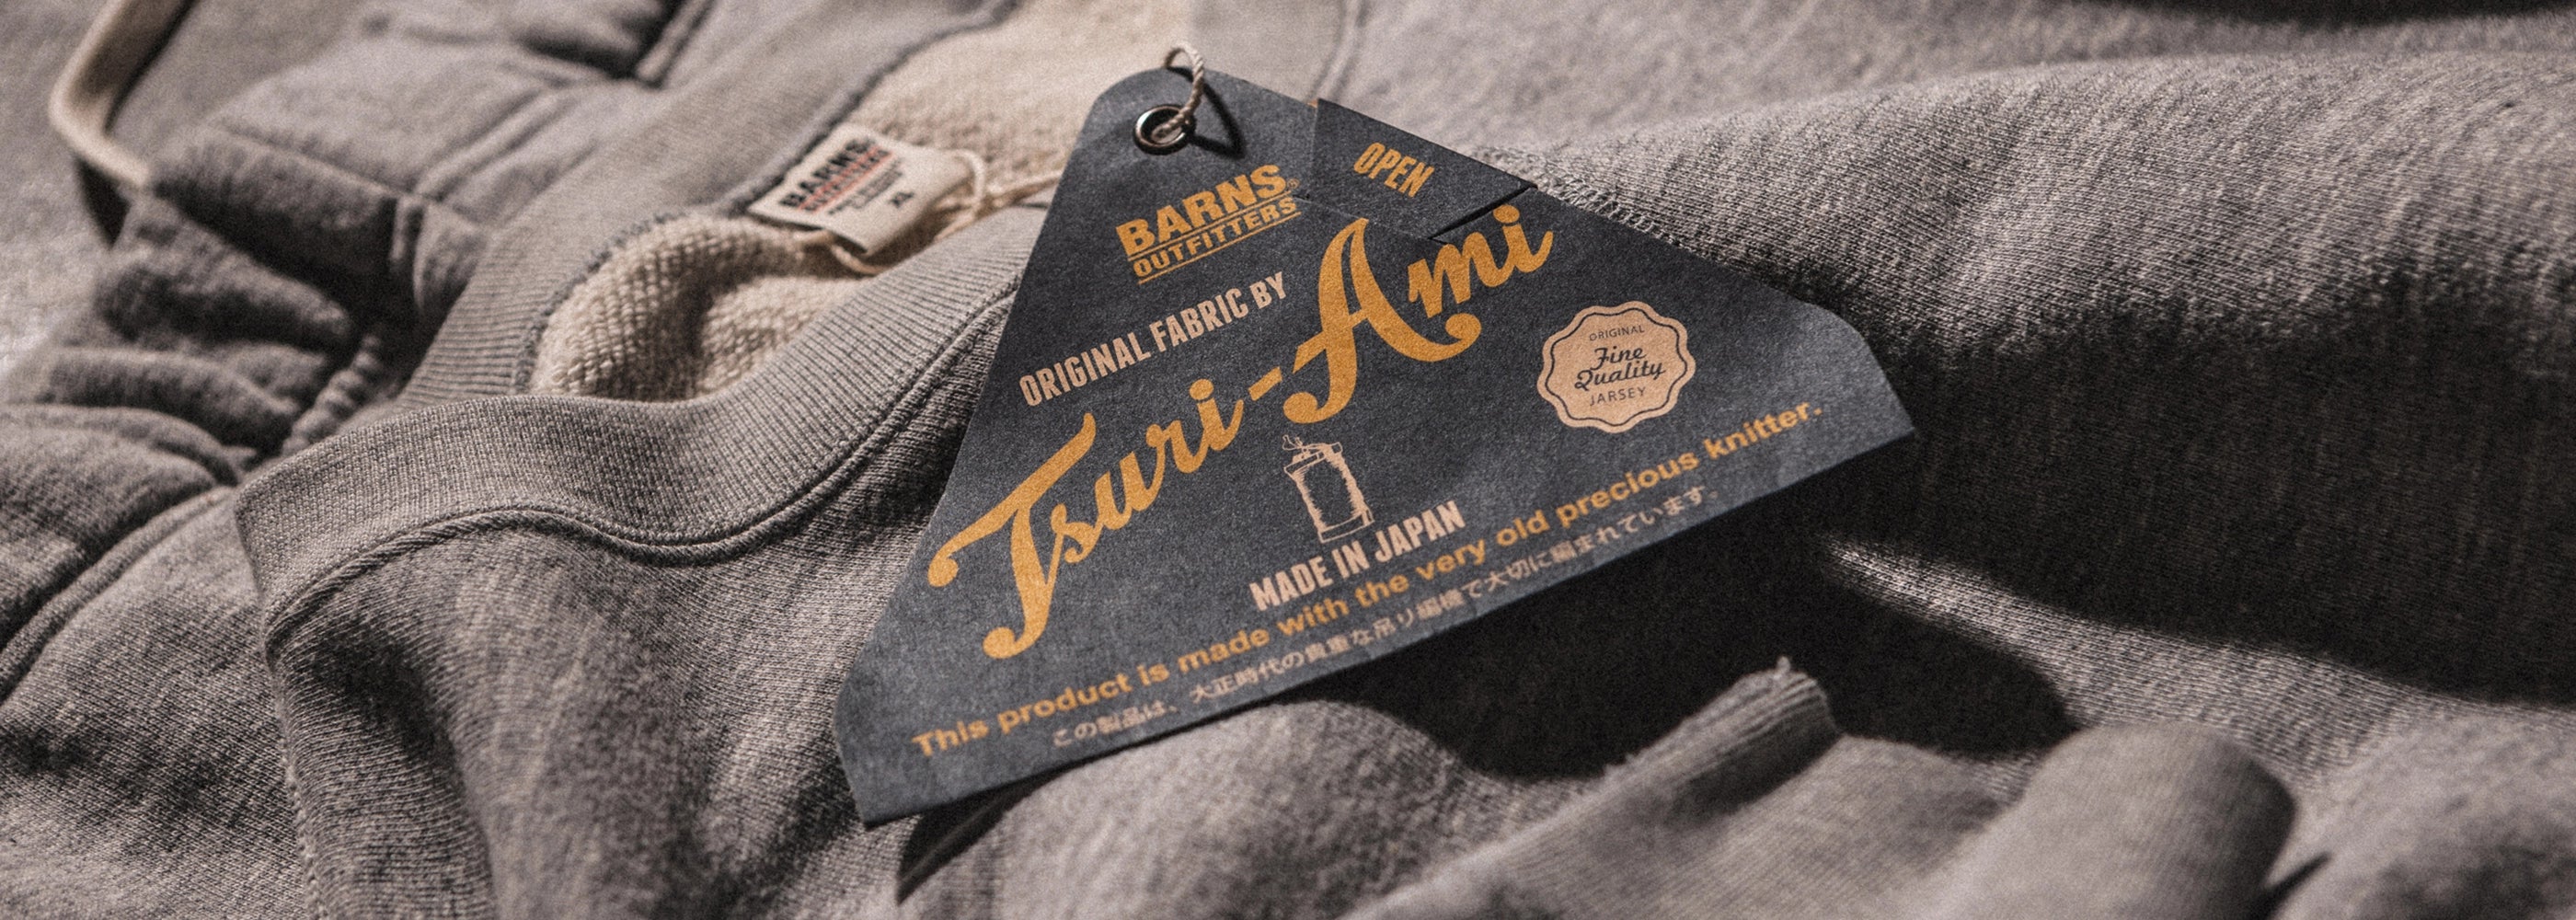 BARNS
XL
BARNS®
OUTFITTERS
OPEN
ORIGINAL FABRIC BY
Tsuri-Ami
ORIGINAL
Fine
Quality
JARSEY
MADE IN JAPAN
This product is made with the very old precious knitter.
この製品は、大正時代の貴重な吊り編機で大切に編まれています。